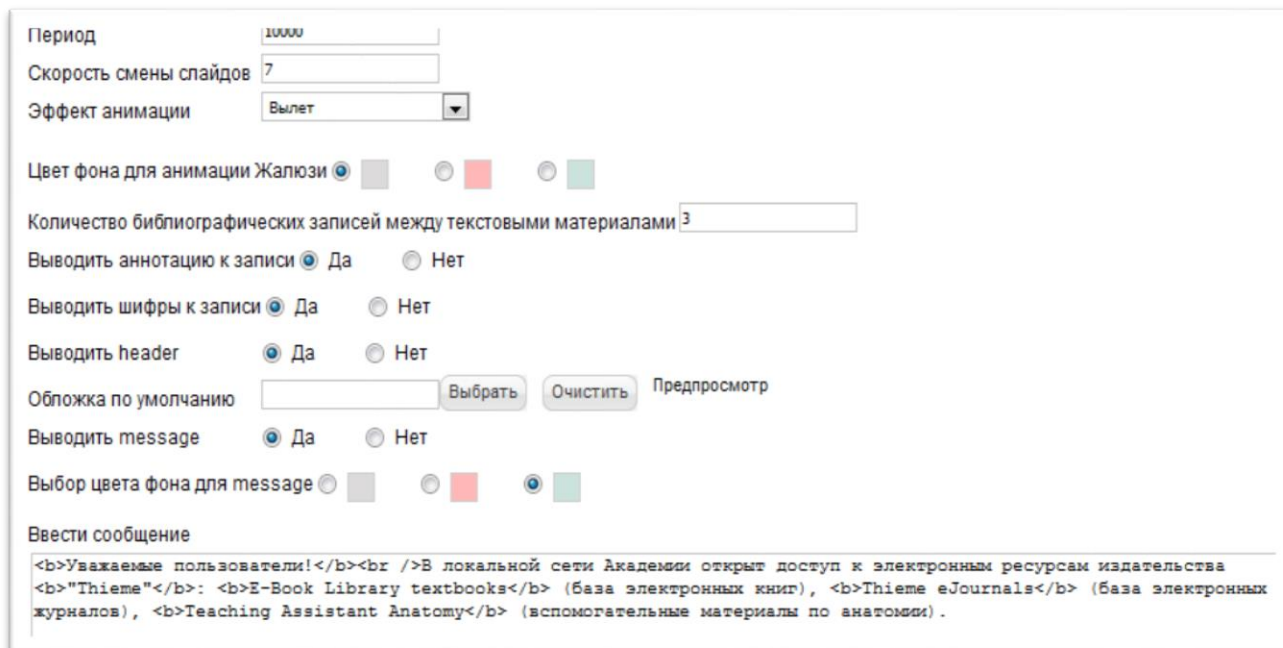 Период 10000
Скорость смены слайдов 7
Эффект анимации Вылет
Цвет фона для анимации Жалюзи
Количество библиографических записей между текстовыми материалами 3
Выводить аннотацию к записи Да Нет
Выводить шифры к записи Да Нет
Выводить header Да Нет
Обложка по умолчанию Выбрать Очистить Предпросмотр
Выводить message Да Нет
Выбор цвета фона для message
Ввести сообщение
<b>Уважаемые пользователи!</b><br />В локальной сети Академии открыт доступ к электронным ресурсам издательства
<b>"Thieme"</b>: <b>E-Book Library textbooks</b> (база электронных книг), <b>Thieme eJournals</b> (база электронных
журналов), <b>Teaching Assistant Anatomy</b> (вспомогательные материалы по анатомии).